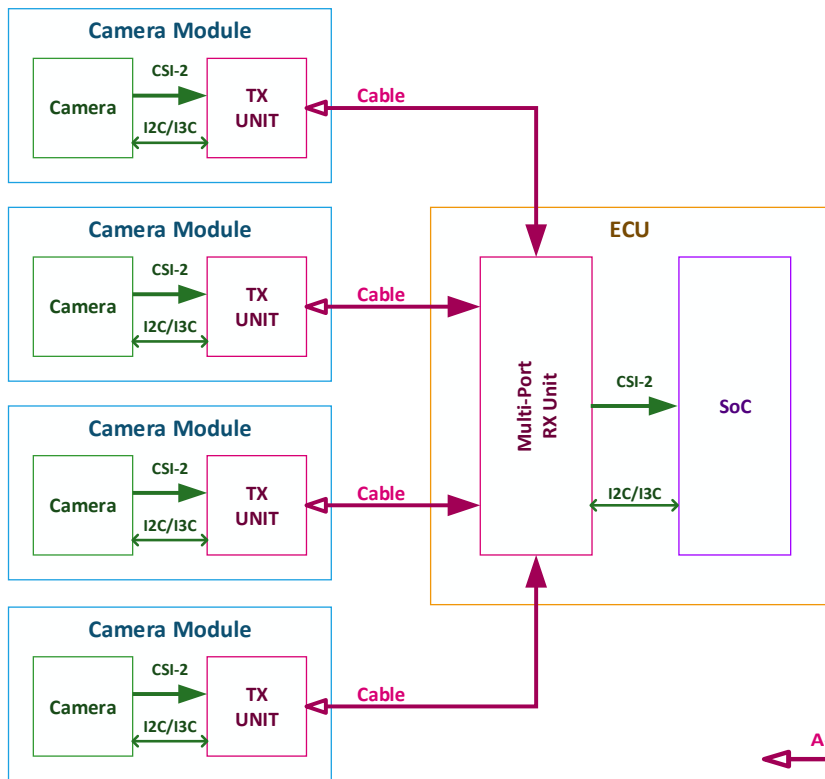 Camera Module
Camera
CSI-2
I2C/I3C
TX
UNIT
Cable
Camera Module
Camera
CSI-2
I2C/I3C
TX
UNIT
Cable
Camera Module
Camera
CSI-2
I2C/I3C
TX
UNIT
Cable
Camera Module
Camera
CSI-2
I2C/I3C
TX
UNIT
Cable
ECU
Multi-Port
RX Unit
CSI-2
I2C/I3C
SoC
A